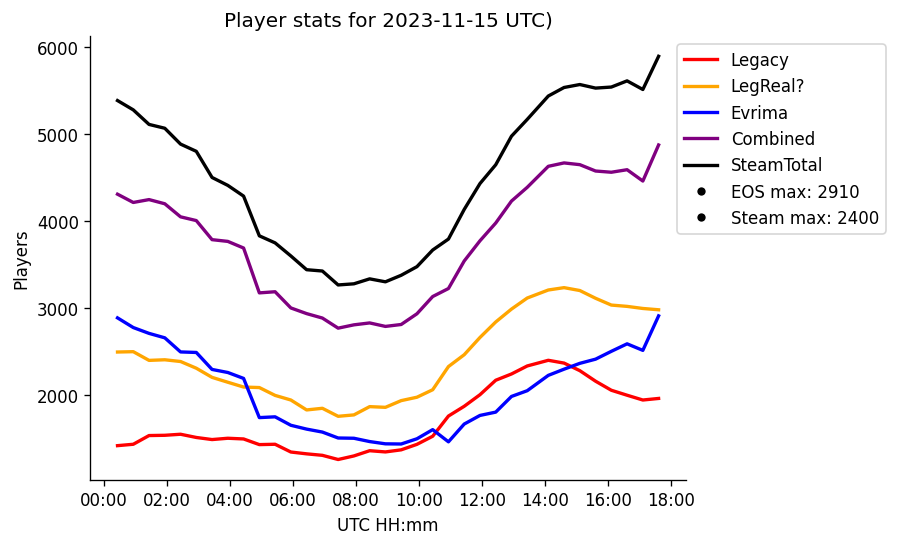 Player stats for 2023-11-15 UTC)
6000
5000
4000
3000
2000
Players
00:00 02:00 04:00 06:00 08:00 10:00 12:00 14:00 16:00 18:00
UTC HH:mm
Legacy
LegReal?
Evrima
Combined
SteamTotal
EOS max: 2910
Steam max: 2400